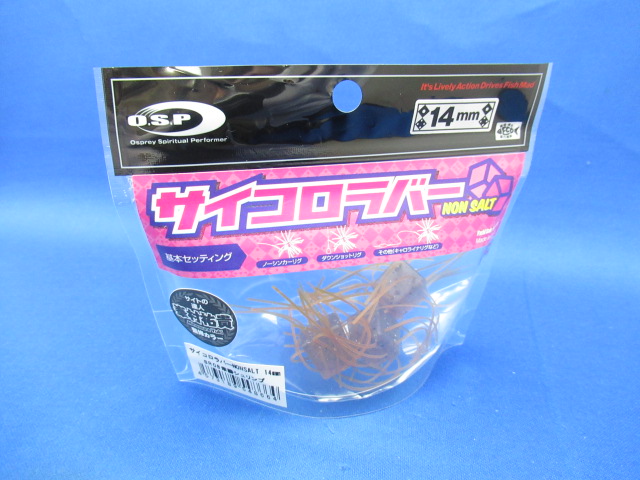 O.S.P
Osprey Spiritual Performer
It's Lively Action Drives Fish Mad
14mm
サイコロラバー
NON SALT
基本セッティング
ノーシンカーリグ
ダウンショットリグ
その他(キャロライナリグなど)
サイトの
達人
監修カラー
サイコロラバーNONSALT 14mm